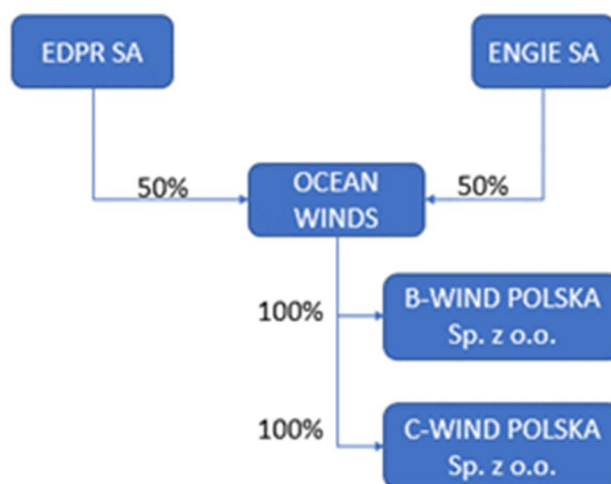 EDPR SA
ENGIE SA
50%
OCEAN
WINDS
50%
100%
B-WIND POLSKA
Sp. z o.o.
100%
C-WIND POLSKA
Sp. z o.o.